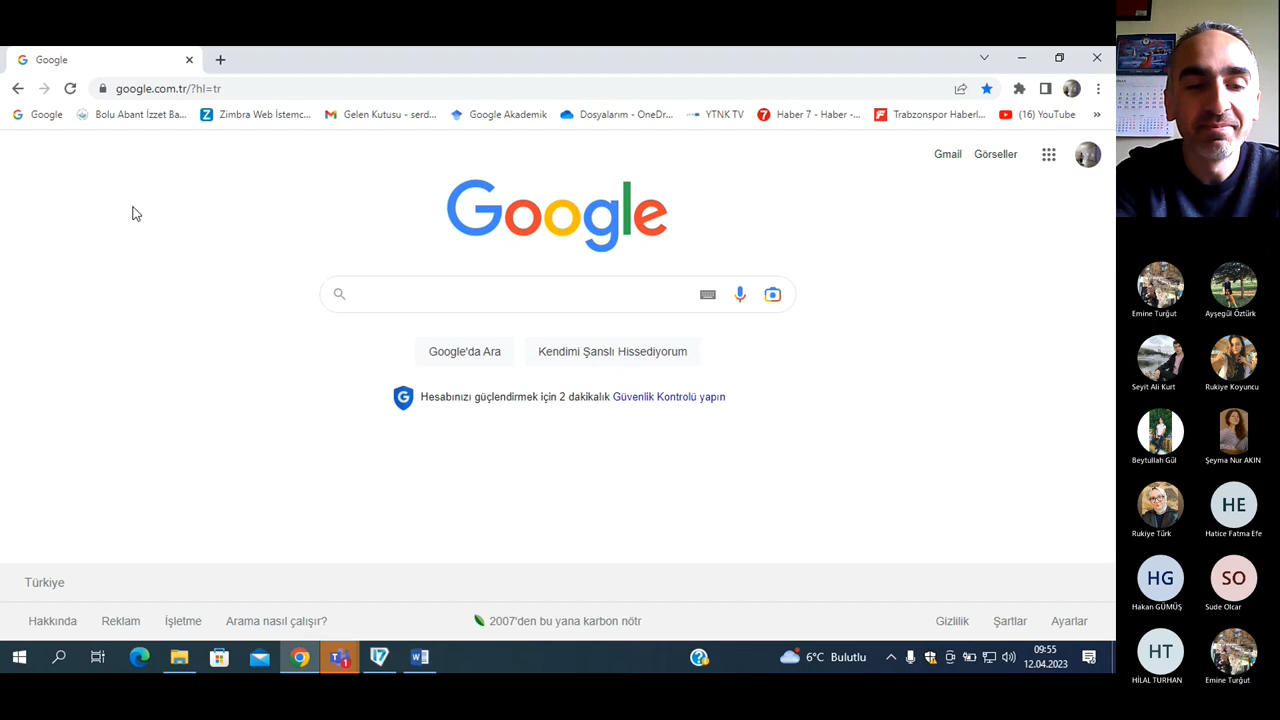 Google
google.com.tr/?hl=tr
Google
Bolu Abant İzzet Ba...
Zimbra Web İstemc...
Gelen Kutusu - serd...
Google Akademik
Dosyalarım - OneDr...
YTNK TV
Haber 7 - Haber -...
Trabzonspor Haberl...
(16) YouTube
Gmail
Görseller
Google
Google'da Ara
Kendimi Şanslı Hissediyorum
Hesabınızı güçlendirmek için 2 dakikalık Güvenlik Kontrolü yapın
Türkiye
Hakkında
Reklam
İşletme
Arama nasıl çalışır?
2007'den bu yana karbon nötr
Gizlilik
Şartlar
Ayarlar
6°C Bulutlu
09:55
12.04.2023
Emine Turğut
Ayşegül Öztürk
Seyit Ali Kurt
Rukiye Koyuncu
Beytullah Gül
Şeyma Nur AKIN
Rukiye Türk
HE
Hatice Fatma Efe
HG
Hakan GÜMÜŞ
SO
Sude Olcar
HT
HİLAL TURHAN
Emine Turğut